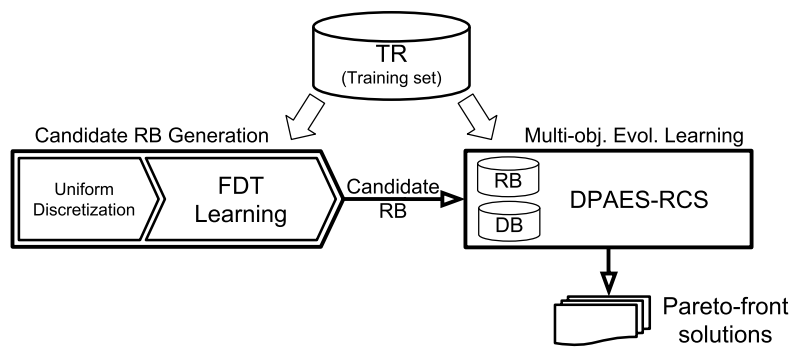 TR
(Training set)
Candidate RB Generation
Multi-obj. Evol. Learning
Uniform
Discretization
FDT
Learning
Candidate
RB
RB
DB
DPAES-RCS
Pareto-front
solutions